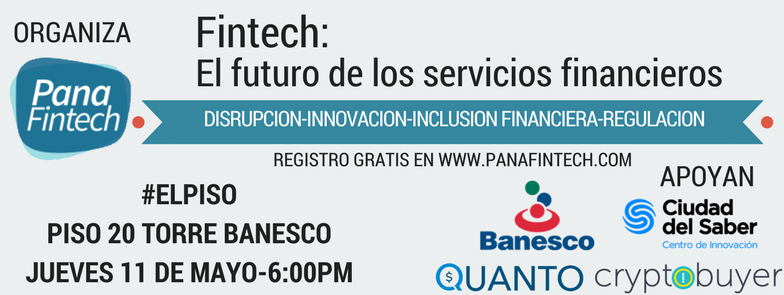 ORGANIZA
Pana
Fintech
Fintech:
El futuro de los servicios financieros
DISRUPCION-INNOVACION-INCLUSION FINANCIERA-REGULACION
REGISTRO GRATIS EN WWW.PANAFINTECH.COM
#ELPISO
PISO 20 TORRE BANESCO
JUEVES 11 DE MAYO-6:00PM
APOYAN
Banesco
Ciudad
del Saber
Centro de Innovación
QUANTO
cryptobuyer